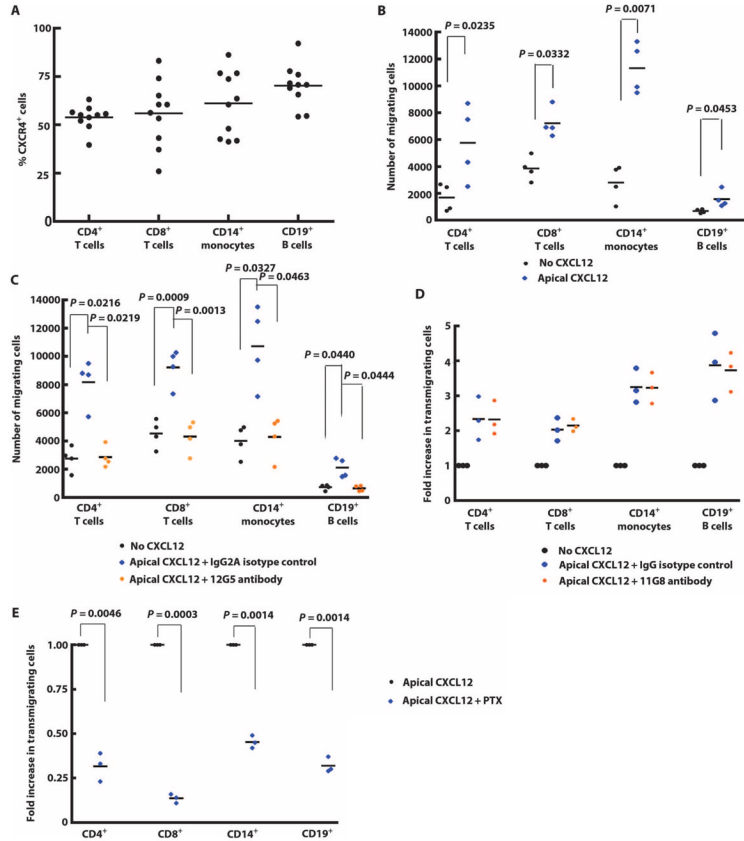 A
% CXCR4+ cells
100
75
50
25
0
CD4+ T cells
CD8+ T cells
CD14+ monocytes
CD19+ B cells
B
Number of migrating cells
14000
12000
10000
8000
6000
4000
2000
0
P = 0.0235
P = 0.0332
P = 0.0071
P = 0.0453
CD4+ T cells
CD8+ T cells
CD14+ monocytes
CD19+ B cells
No CXCL12
Apical CXCL12
C
Number of migrating cells
14000
12000
10000
8000
6000
4000
2000
0
P = 0.0216
P = 0.0219
P = 0.0009
P = 0.0013
P = 0.0327
P = 0.0463
P = 0.0440
P = 0.0444
CD4+ T cells
CD8+ T cells
CD14+ monocytes
CD19+ B cells
No CXCL12
Apical CXCL12 + IgG2A isotype control
Apical CXCL12 + 12G5 antibody
D
Fold increase in transmigrating cells
5
4
3
2
1
0
CD4+ T cells
CD8+ T cells
CD14+ monocytes
CD19+ B cells
No CXCL12
Apical CXCL12 + IgG isotype control
Apical CXCL12 + 11G8 antibody
E
Fold increase in transmigrating cells
1.00
0.75
0.50
0.25
0
P = 0.0046
P = 0.0003
P = 0.0014
P = 0.0014
CD4+
CD8+
CD14+
CD19+
Apical CXCL12
Apical CXCL12 + PTX